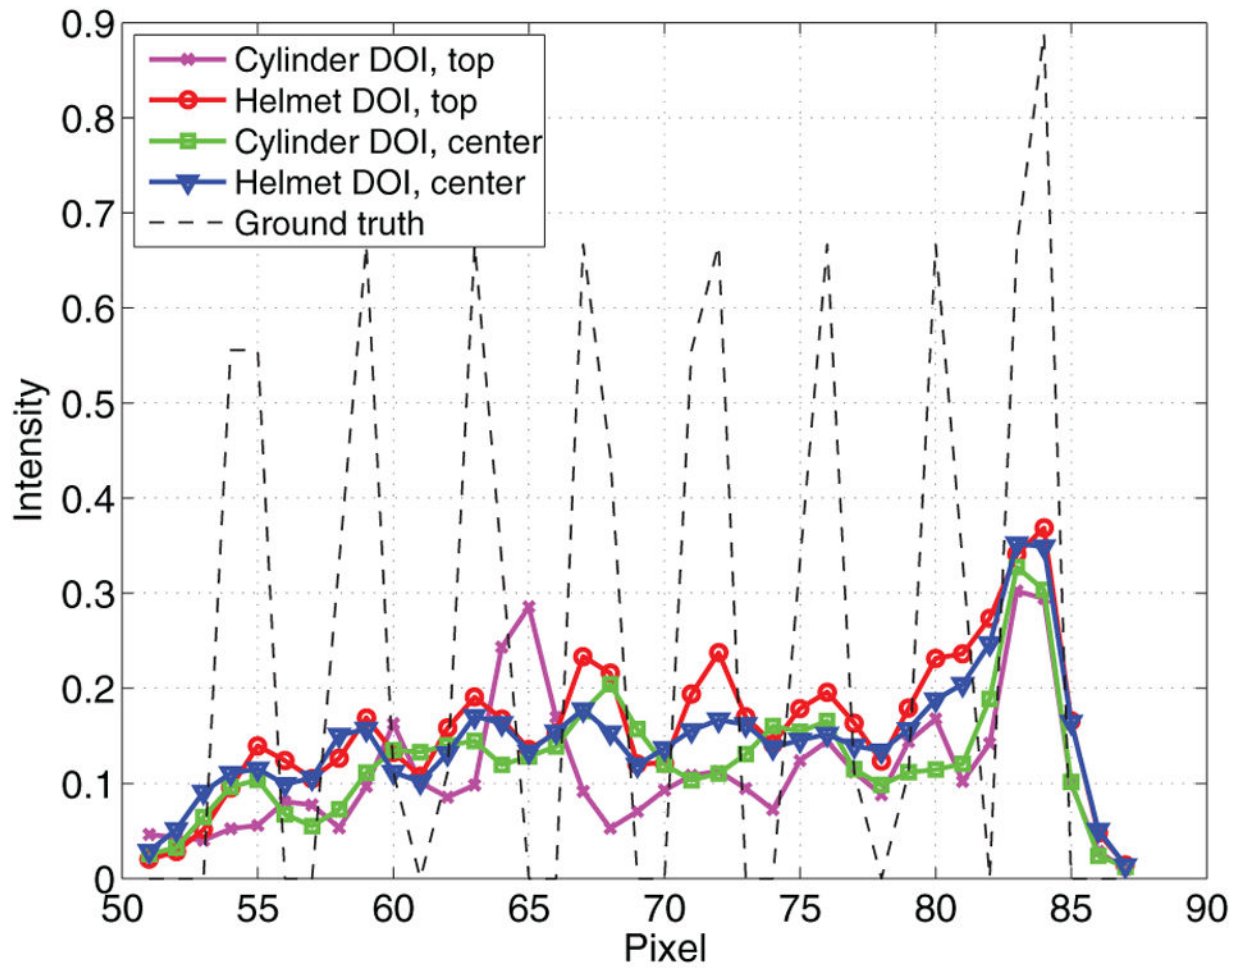 0.9
0.8
0.7
0.6
0.5
0.4
0.3
0.2
0.1
0
Intensity
Cylinder DOI, top
Helmet DOI, top
Cylinder DOI, center
Helmet DOI, center
Ground truth
50 55 60 65 70 75 80 85 90
Pixel